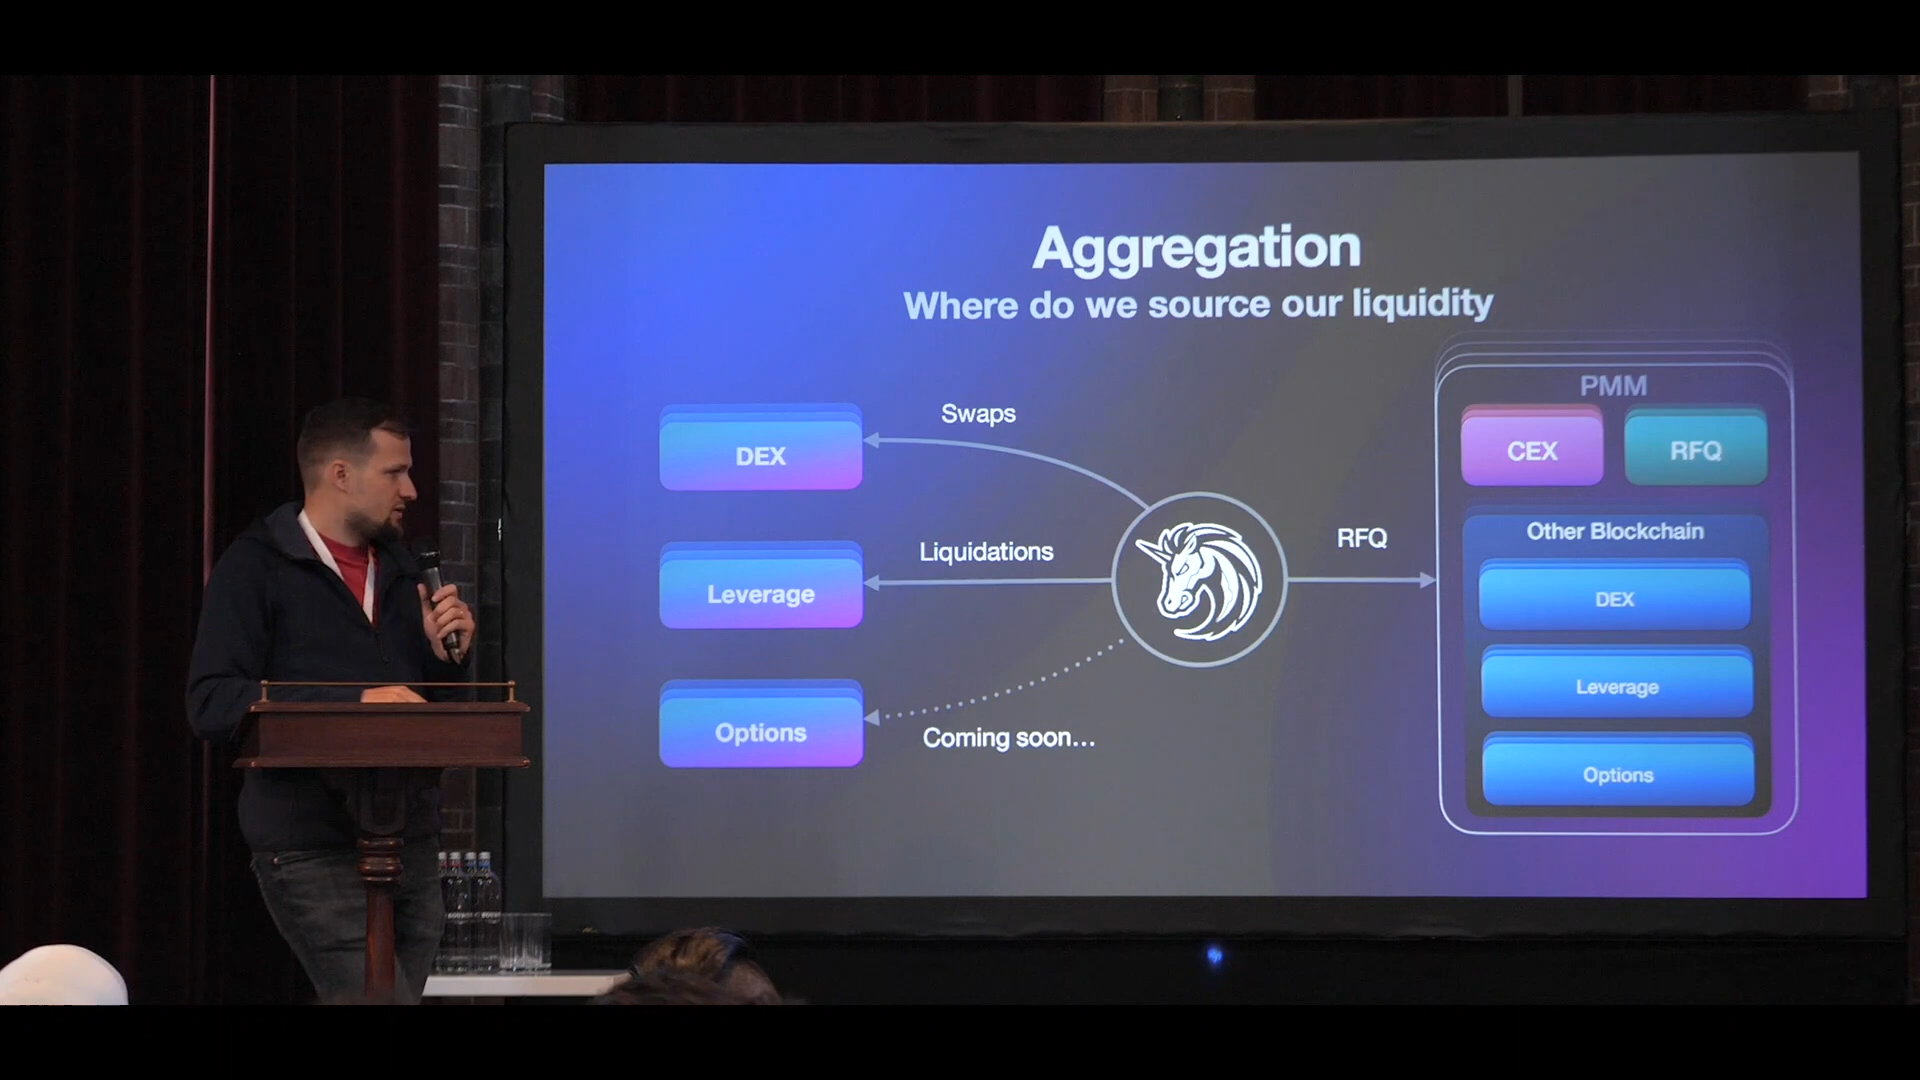 Aggregation
Where do we source our liquidity
Swaps
DEX
Liquidations
Leverage
Options
Coming soon...
RFQ
PMM
CEX
RFQ
Other Blockchain
DEX
Leverage
Options